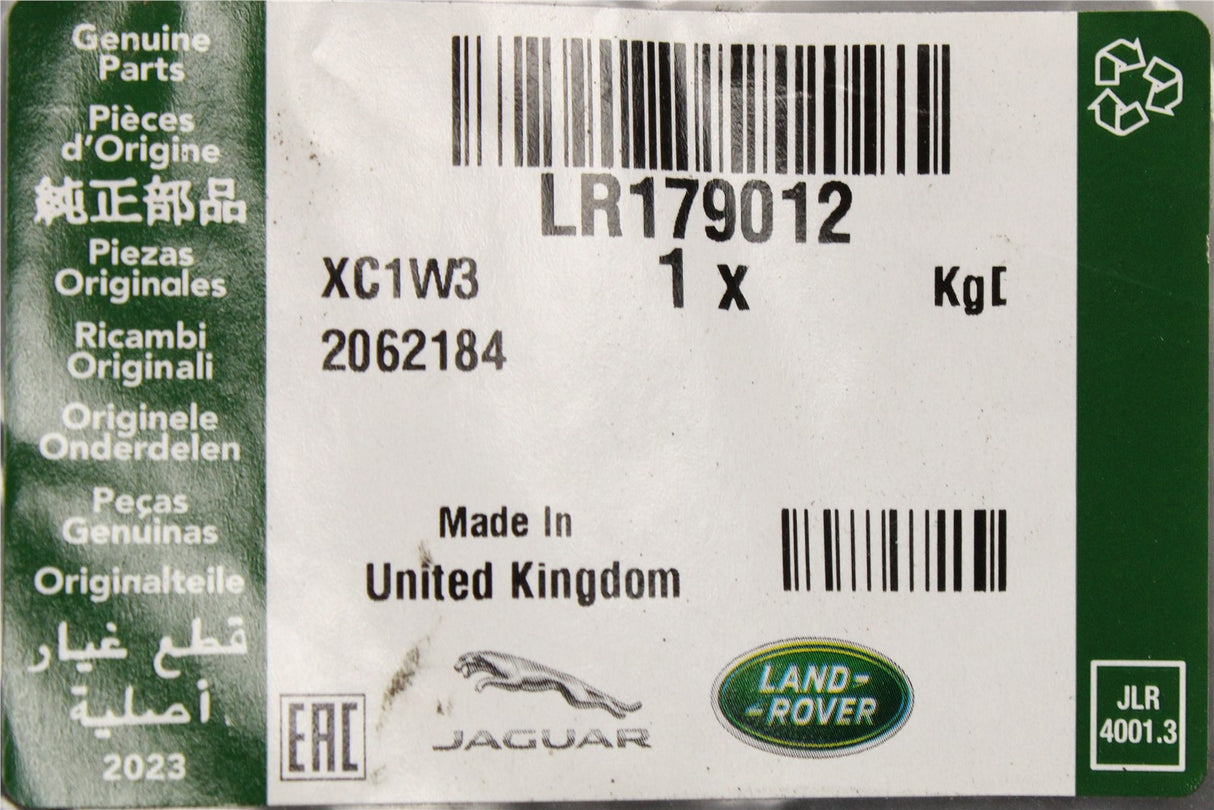 Genuine
Parts
Pièces
d'Origine
純正部品
Piezas
Originales
Ricambi
Originali
Originele
Onderdelen
Peças
Genuinas
Originalteile
قطع غيار
أصلية
2023
LR179012
XC1W3
1 x
Kg[
2062184
Made In
United Kingdom
EAC
JAGUAR
LAND-
-ROVER
JLR
4001.3